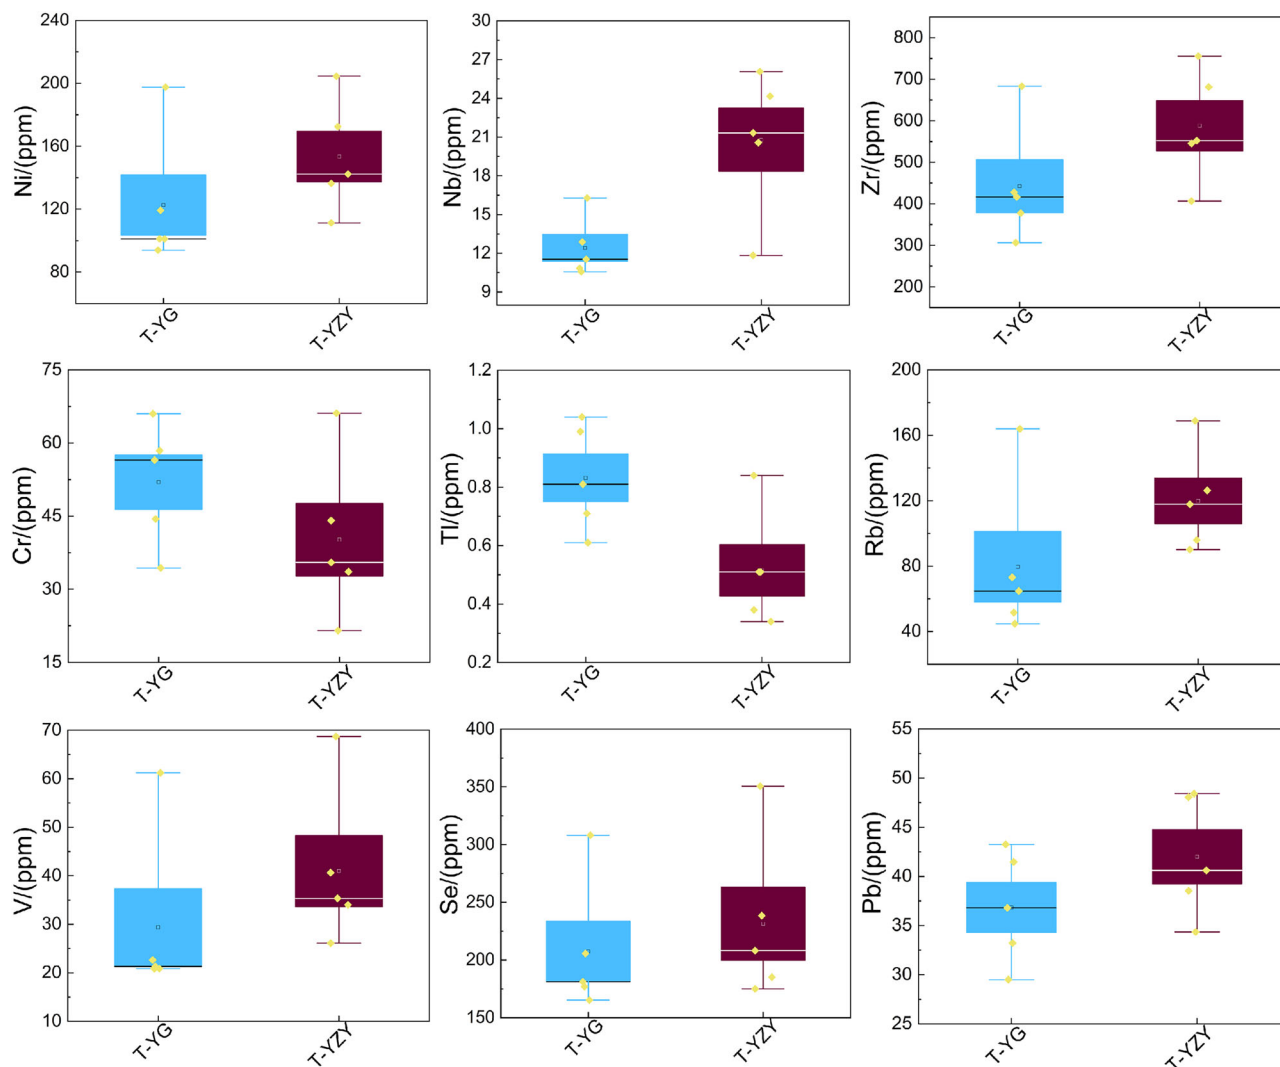 Ni/(ppm)
240
200
160
120
80
T-YG
T-YZY
Nb/(ppm)
30
27
24
21
18
15
12
9
T-YG
T-YZY
Zr/(ppm)
800
700
600
500
400
300
200
T-YG
T-YZY
Cr/(ppm)
75
60
45
30
15
T-YG
T-YZY
Tl/(ppm)
1.2
1.0
0.8
0.6
0.4
0.2
T-YG
T-YZY
Rb/(ppm)
200
160
120
80
40
T-YG
T-YZY
V/(ppm)
70
60
50
40
30
20
10
T-YG
T-YZY
Se/(ppm)
400
350
300
250
200
150
T-YG
T-YZY
Pb/(ppm)
55
50
45
40
35
30
25
T-YG
T-YZY